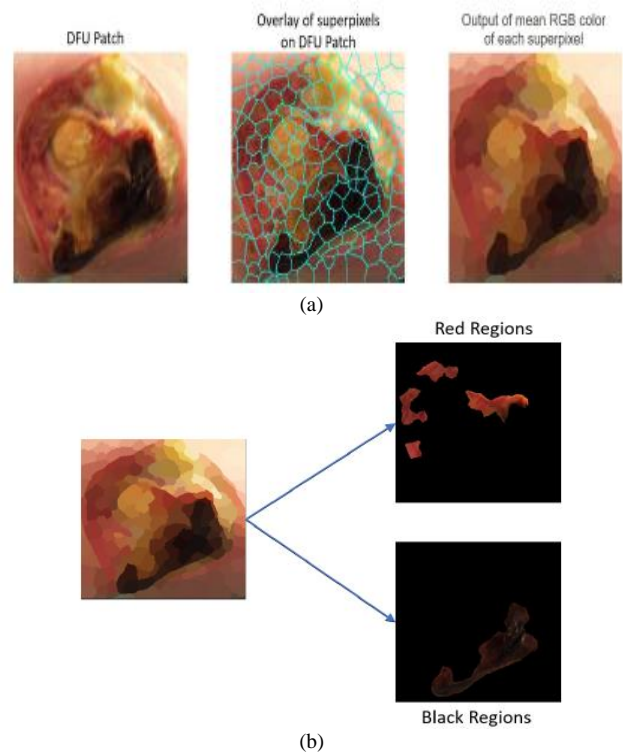 DFU Patch
Overlay of superpixels
on DFU Patch
Output of mean RGB color
of each superpixel
(a)
Red Regions
Black Regions
(b)